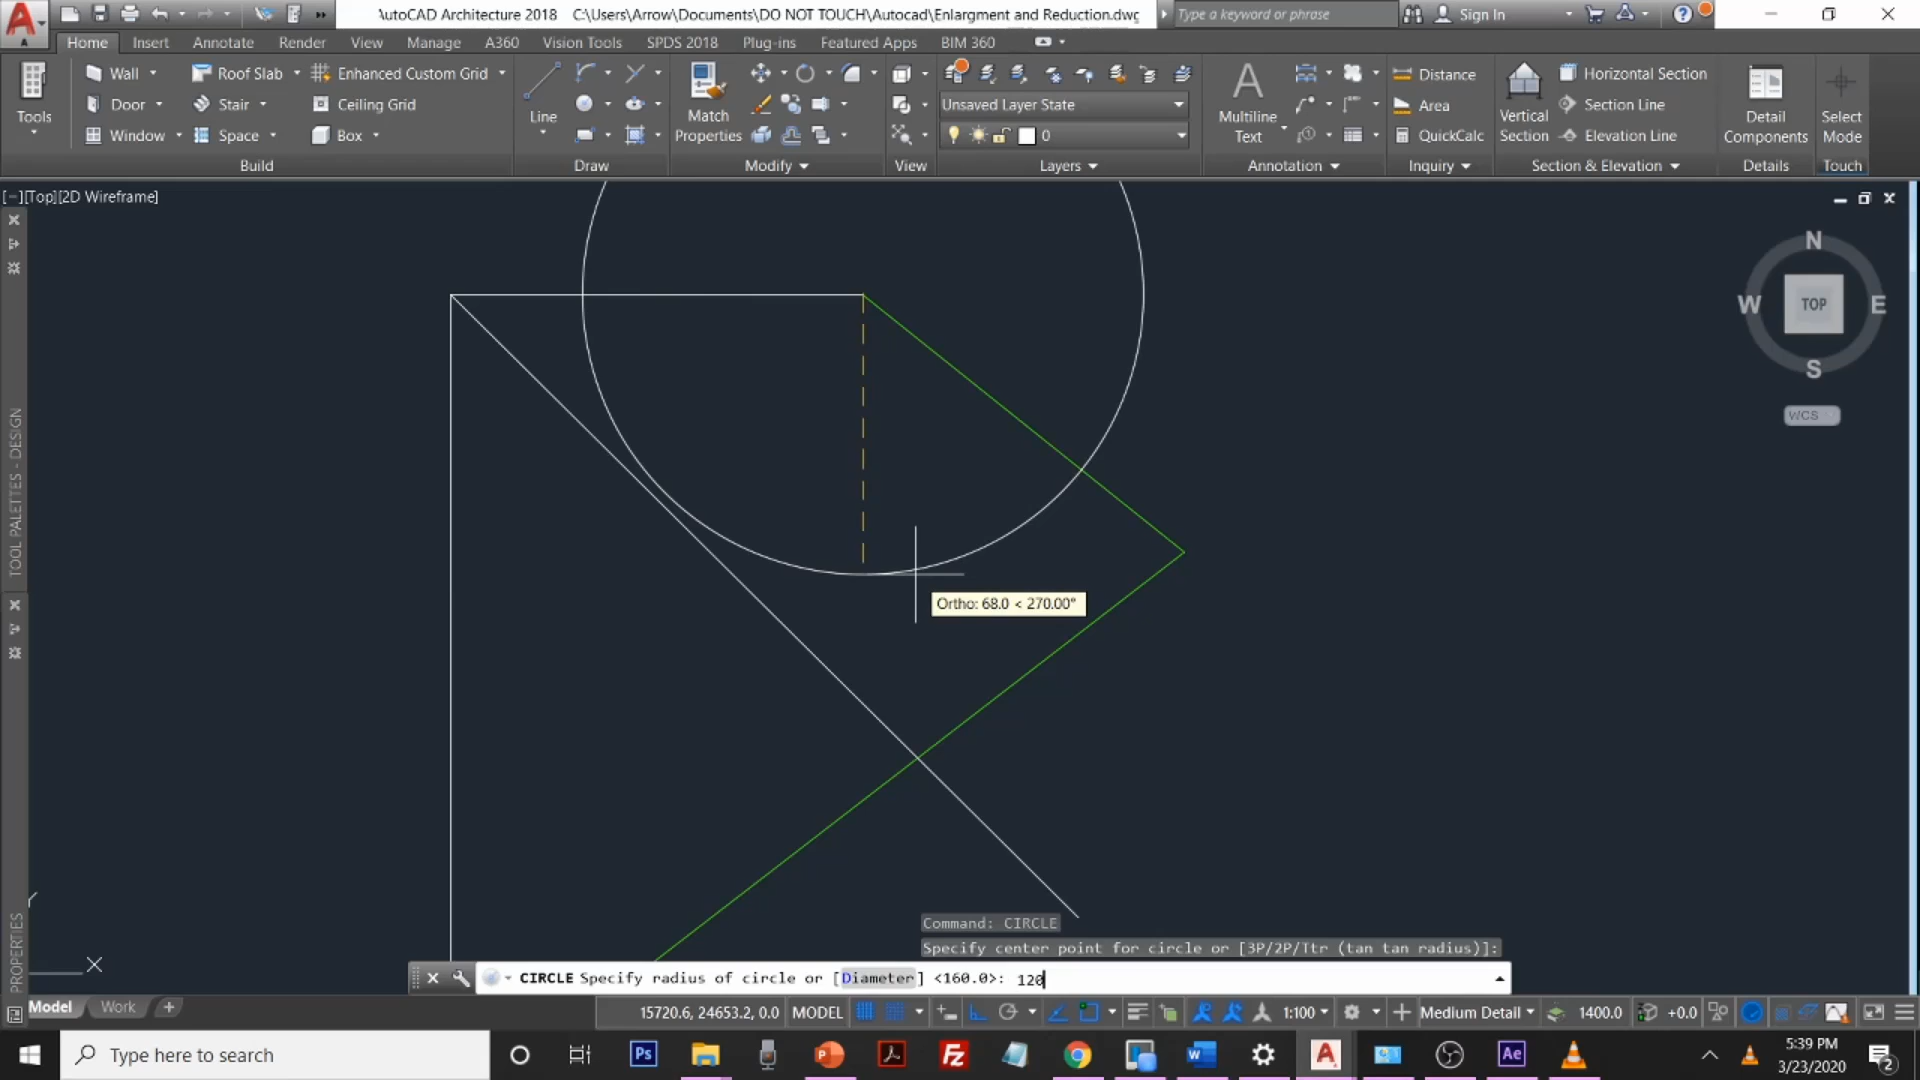 \utoCAD Architecture 2018 C:\Users\Arrow\Documents\DO NOT TOUCH\Autocad\Enlargment and Reduction.dwg
Type a keyword or phrase
Sign In
Home Insert Annotate Render View Manage A360 Vision Tools SPDS 2018 Plug-ins Featured Apps BIM 360
Tools
Wall
Door
Window
Roof Slab
Stair
Space
Enhanced Custom Grid
Ceiling Grid
Box
Build
Line
Draw
Match
Properties
Modify
View
Unsaved Layer State
0
Layers
Multiline
Text
Annotation
Distance
Area
QuickCalc
Inquiry
Vertical
Section
Horizontal Section
Section Line
Elevation Line
Section & Elevation
Detail
Components
Details
Select
Mode
Touch
[−][Top][2D Wireframe]
N
W TOP E
S
WCS
TOOL PALETTES - DESIGN
PROPERTIES
Ortho: 68.0 < 270.00°
Command: CIRCLE
Specify center point for circle or [3P/2P/Ttr (tan tan radius)]:
CIRCLE Specify radius of circle or [Diameter] <160.0>: 120
Model Work
15720.6, 24653.2, 0.0 MODEL 1:100 Medium Detail 1400.0 +0.0
Type here to search
Ps
Fz
Ae
5:39 PM
3/23/2020
2